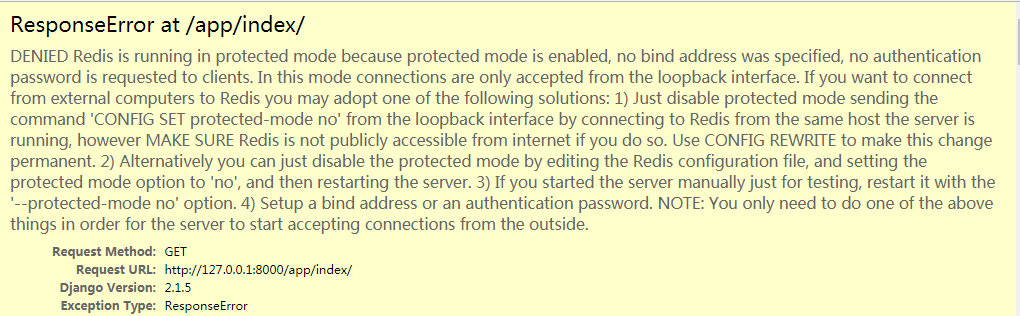 ResponseError at /app/index/
DENIED Redis is running in protected mode because protected mode is enabled, no bind address was specified, no authentication
password is requested to clients. In this mode connections are only accepted from the loopback interface. If you want to connect
from external computers to Redis you may adopt one of the following solutions: 1) Just disable protected mode sending the
command 'CONFIG SET protected-mode no' from the loopback interface by connecting to Redis from the same host the server is
running, however MAKE SURE Redis is not publicly accessible from internet if you do so. Use CONFIG REWRITE to make this change
permanent. 2) Alternatively you can just disable the protected mode by editing the Redis configuration file, and setting the
protected mode option to 'no', and then restarting the server. 3) If you started the server manually just for testing, restart it with the
'--protected-mode no' option. 4) Setup a bind address or an authentication password. NOTE: You only need to do one of the above
things in order for the server to start accepting connections from the outside.
Request Method: GET
Request URL: http://127.0.0.1:8000/app/index/
Django Version: 2.1.5
Exception Type: ResponseError